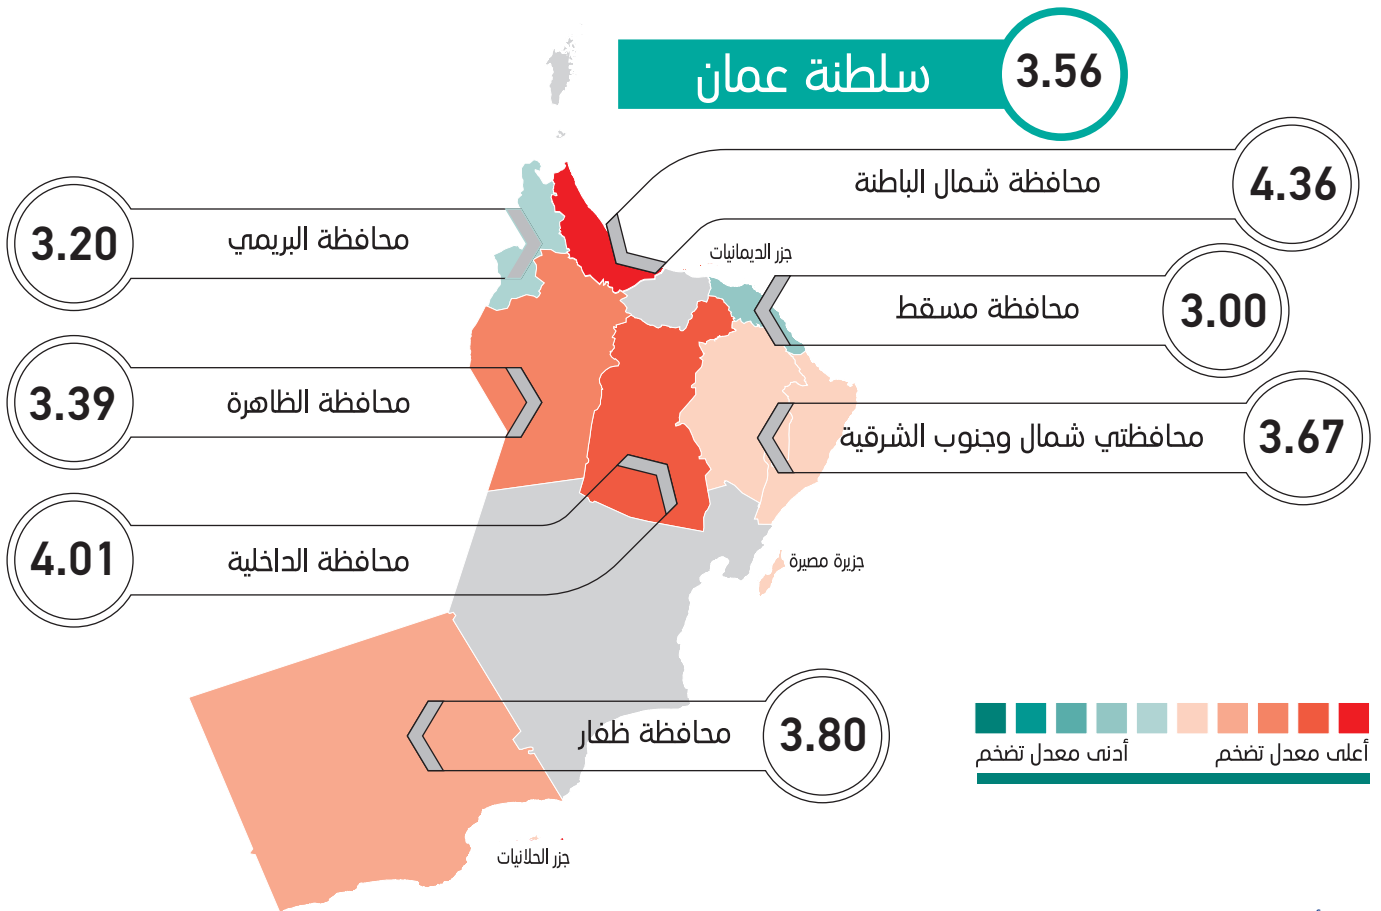 سلطنة عمان
3.56
محافظة شمال الباطنة
4.36
محافظة البريمي
3.20
جزر الديمانيات
محافظة مسقط
3.00
محافظة الظاهرة
3.39
محافظتي شمال وجنوب الشرقية
3.67
محافظة الداخلية
4.01
جزيرة مصيرة
محافظة ظفار
3.80
أعلى معدل تضخم
أدنى معدل تضخم
جزر الحلانيات